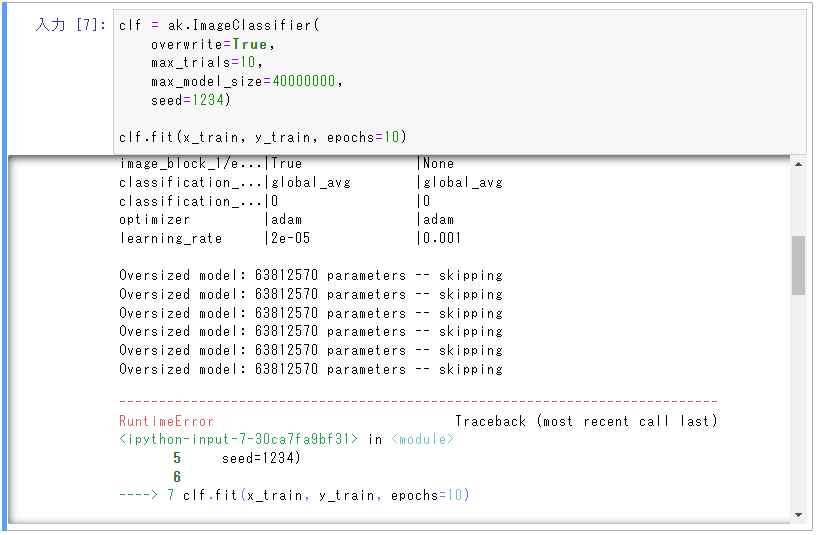 入力 [7]:
clf = ak.ImageClassifier(
    overwrite=True,
    max_trials=10,
    max_model_size=40000000,
    seed=1234)

clf.fit(x_train, y_train, epochs=10)
image_block_1/e...|True              |None
classification_...|global_avg        |global_avg
classification_...|0                 |0
optimizer         |adam              |adam
learning_rate     |2e-05             |0.001

Oversized model: 63812570 parameters -- skipping
Oversized model: 63812570 parameters -- skipping
Oversized model: 63812570 parameters -- skipping
Oversized model: 63812570 parameters -- skipping
Oversized model: 63812570 parameters -- skipping
Oversized model: 63812570 parameters -- skipping

---------------------------------------------------------------------------
RuntimeError                              Traceback (most recent call last)
<ipython-input-7-30ca7fa9bf31> in <module>
      5     seed=1234)
      6
----> 7 clf.fit(x_train, y_train, epochs=10)